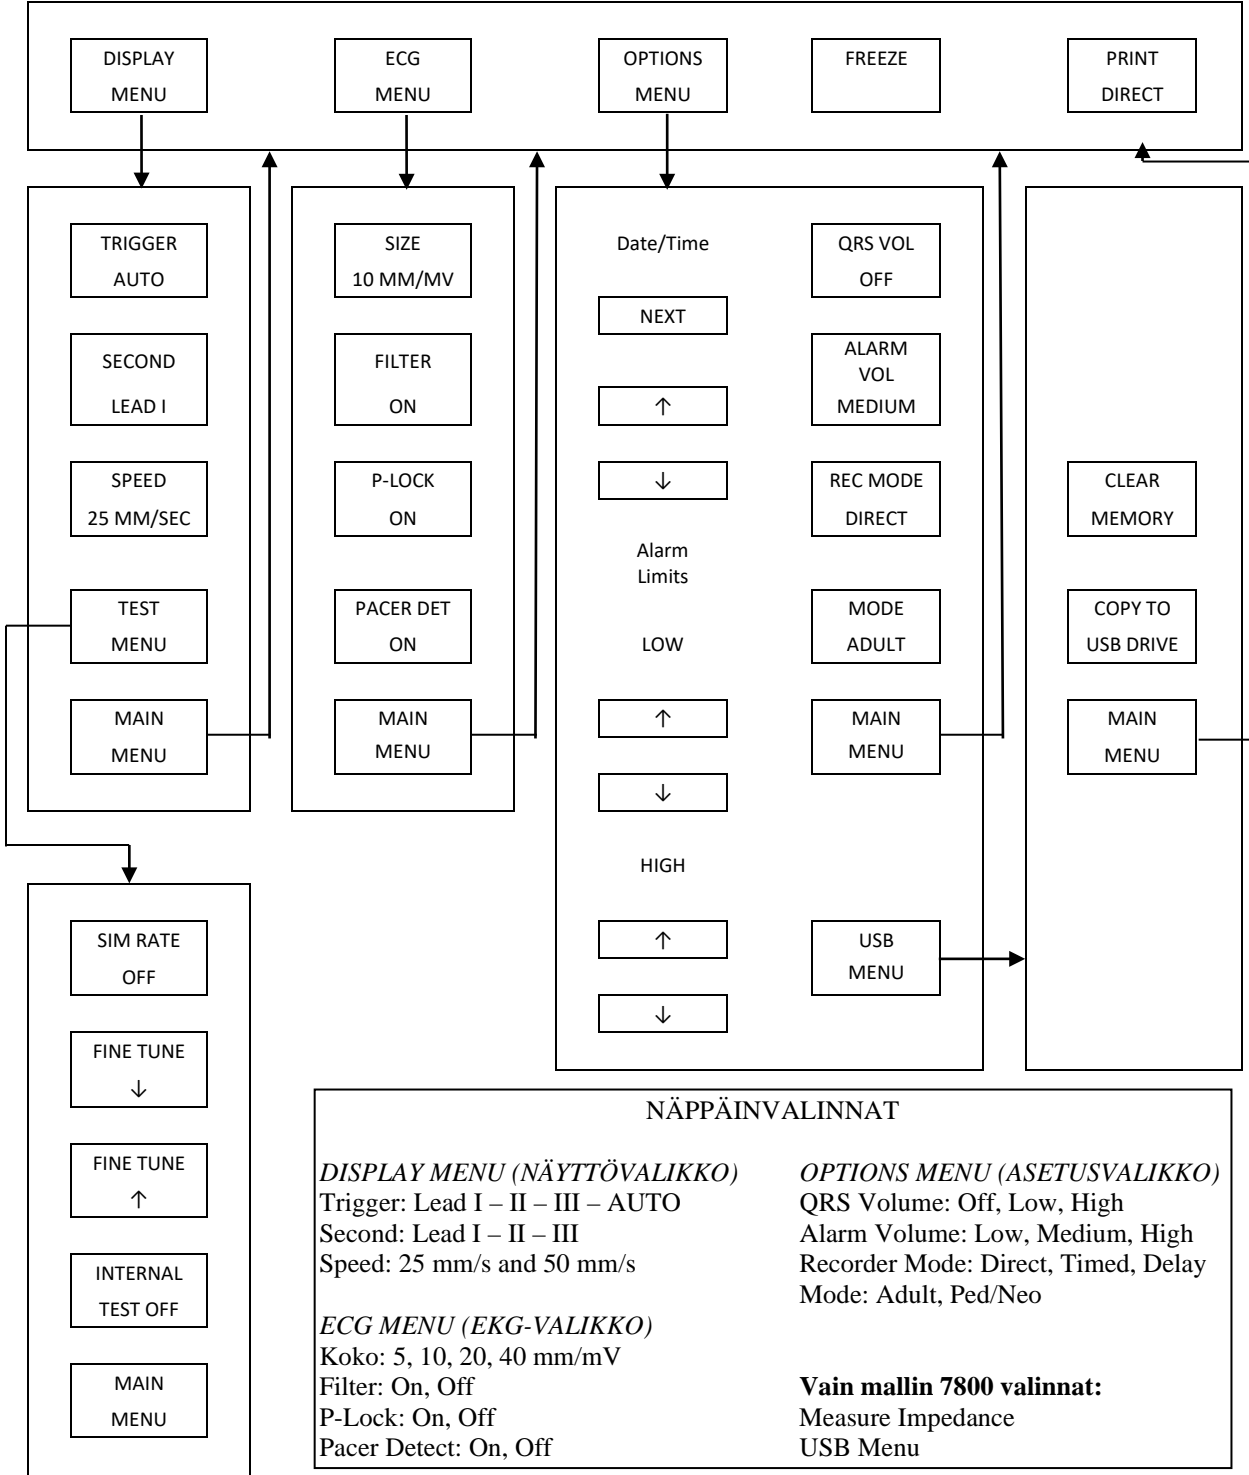 DISPLAY
MENU
ECG
MENU
OPTIONS
MENU
FREEZE
PRINT
DIRECT
TRIGGER
AUTO
SECOND
LEAD I
SPEED
25 MM/SEC
TEST
MENU
MAIN
MENU
SIZE
10 MM/MV
FILTER
ON
P-LOCK
ON
PACER DET
ON
MAIN
MENU
Date/Time
NEXT
↑
↓
Alarm
Limits
LOW
↑
↓
HIGH
↑
↓
QRS VOL
OFF
ALARM
VOL
MEDIUM
REC MODE
DIRECT
MODE
ADULT
MAIN
MENU
USB
MENU
CLEAR
MEMORY
COPY TO
USB DRIVE
MAIN
MENU
SIM RATE
OFF
FINE TUNE
↓
FINE TUNE
↑
INTERNAL
TEST OFF
MAIN
MENU
NÄPPÄINVALINNAT
DISPLAY MENU (NÄYTTÖVALIKKO)
Trigger: Lead I – II – III – AUTO
Second: Lead I – II – III
Speed: 25 mm/s and 50 mm/s
ECG MENU (EKG-VALIKKO)
Koko: 5, 10, 20, 40 mm/mV
Filter: On, Off
P-Lock: On, Off
Pacer Detect: On, Off
OPTIONS MENU (ASETUSVALIKKO)
QRS Volume: Off, Low, High
Alarm Volume: Low, Medium, High
Recorder Mode: Direct, Timed, Delay
Mode: Adult, Ped/Neo
Vain mallin 7800 valinnat:
Measure Impedance
USB Menu